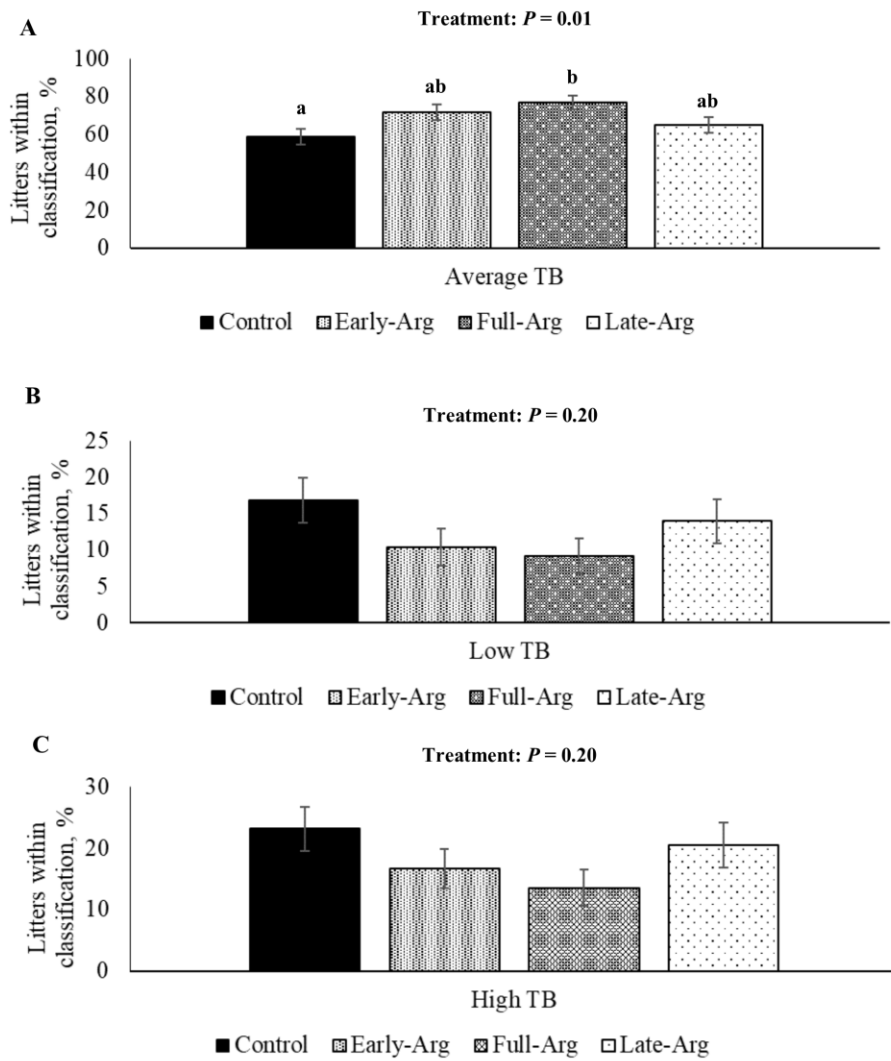 A
Treatment: P = 0.01
Litters within
classification, %
100
80
60
40
20
0
a
ab
b
ab
Average TB
Control Early-Arg Full-Arg Late-Arg
B
Treatment: P = 0.20
Litters within
classification, %
25
20
15
10
5
0
Low TB
Control Early-Arg Full-Arg Late-Arg
C
Treatment: P = 0.20
Litters within
classification, %
30
20
10
0
High TB
Control Early-Arg Full-Arg Late-Arg